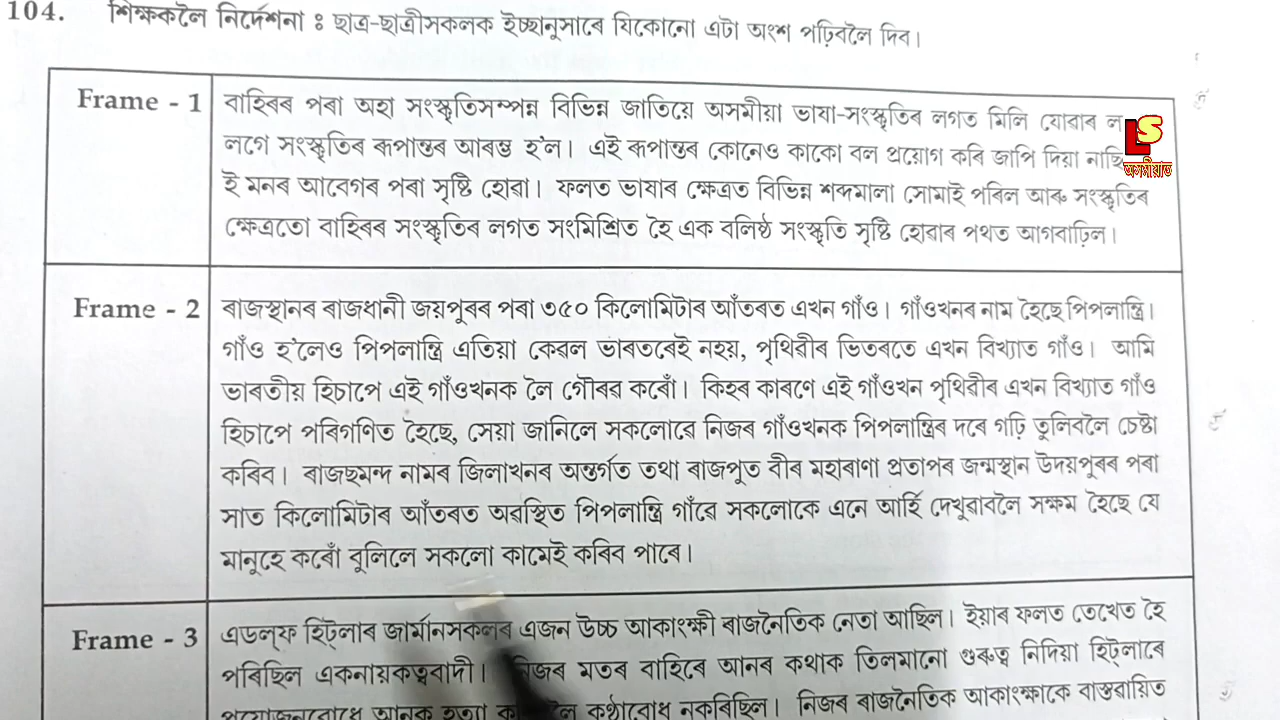 104. শিক্ষকলৈ নিৰ্দেশনা : ছাত্ৰ-ছাত্ৰীসকলক ইচ্ছানুসাৰে যিকোনো এটা অংশ পঢ়িবলৈ দিব।
Frame - 1 বাহিৰৰ পৰা অহা সংস্কৃতিসম্পন্ন বিভিন্ন জাতিয়ে অসমীয়া ভাষা-সংস্কৃতিৰ লগত মিলি যোৱাৰ ল
লগে সংস্কৃতিৰ ৰূপান্তৰ আৰম্ভ হ'ল। এই ৰূপান্তৰ কোনেও কাকো বল প্ৰয়োগ কৰি জাপি দিয়া নাছি
ই মনৰ আবেগৰ পৰা সৃষ্টি হোৱা। ফলত ভাষাৰ ক্ষেত্ৰত বিভিন্ন শব্দমালা সোমাই পৰিল আৰু সংস্কৃতিৰ
ক্ষেত্ৰতো বাহিৰৰ সংস্কৃতিৰ লগত সংমিশ্ৰিত হৈ এক বলিষ্ঠ সংস্কৃতি সৃষ্টি হোৱাৰ পথত আগবাঢ়িল।
LS
অসমীয়াত
Frame - 2 ৰাজস্থানৰ ৰাজধানী জয়পুৰৰ পৰা ৩৫০ কিলোমিটাৰ আঁতৰত এখন গাঁও। গাঁওখনৰ নাম হৈছে পিপলান্ত্ৰি।
গাঁও হ'লেও পিপলান্ত্ৰি এতিয়া কেৱল ভাৰতৰেই নহয়, পৃথিৱীৰ ভিতৰতে এখন বিখ্যাত গাঁও। আমি
ভাৰতীয় হিচাপে এই গাঁওখনক লৈ গৌৰৱ কৰোঁ। কিহৰ কাৰণে এই গাঁওখন পৃথিৱীৰ এখন বিখ্যাত গাঁও
হিচাপে পৰিগণিত হৈছে, সেয়া জানিলে সকলোৱে নিজৰ গাঁওখনক পিপলান্ত্ৰিৰ দৰে গঢ়ি তুলিবলৈ চেষ্টা
কৰিব। ৰাজছমন্দ নামৰ জিলাখনৰ অন্তৰ্গত তথা ৰাজপুত বীৰ মহাৰাণা প্ৰতাপৰ জন্মস্থান উদয়পুৰৰ পৰা
সাত কিলোমিটাৰ আঁতৰত অৱস্থিত পিপলান্ত্ৰি গাঁৱে সকলোকে এনে আৰ্হি দেখুৱাবলৈ সক্ষম হৈছে যে
মানুহে কৰোঁ বুলিলে সকলো কামেই কৰিব পাৰে।
Frame - 3 এডল্ফ হিট্লাৰ জাৰ্মানসকলৰ এজন উচ্চ আকাংক্ষী ৰাজনৈতিক নেতা আছিল। ইয়াৰ ফলত তেখেত হৈ
পৰিছিল একনায়কত্ববাদী। নিজৰ মতৰ বাহিৰে আনৰ কথাক তিলমানো গুৰুত্ব নিদিয়া হিট্লাৰে
প্ৰয়োজনবোধে আনক হত্যা কুণ্ঠাবোধ নকৰিছিল। নিজৰ ৰাজনৈতিক আকাংক্ষাকে বাস্তৱায়িত